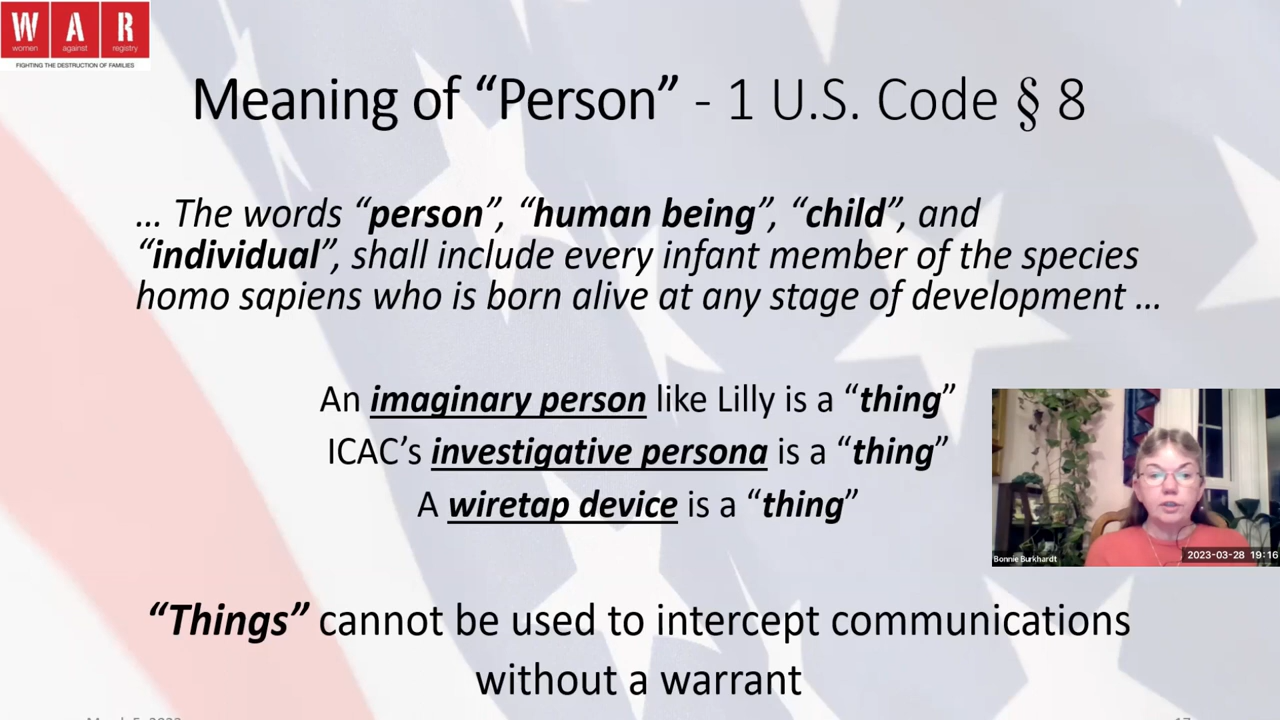 W A R
women against registry
FIGHTING THE DESTRUCTION OF FAMILIES
Meaning of “Person” - 1 U.S. Code § 8
… The words “person”, “human being”, “child”, and
“individual”, shall include every infant member of the species
homo sapiens who is born alive at any stage of development …
An imaginary person like Lilly is a “thing”
ICAC’s investigative persona is a “thing”
A wiretap device is a “thing”
Bonnie Burkhardt
2023-03-28 19:16
“Things” cannot be used to intercept communications
without a warrant